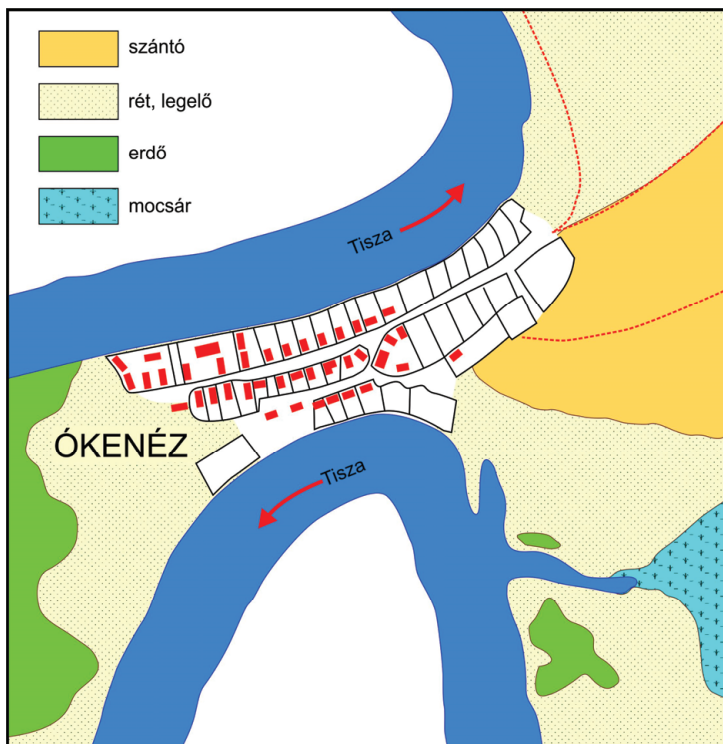 szántó
rét, legelő
erdő
mocsár
Tisza
ÓKENÉZ
Tisza